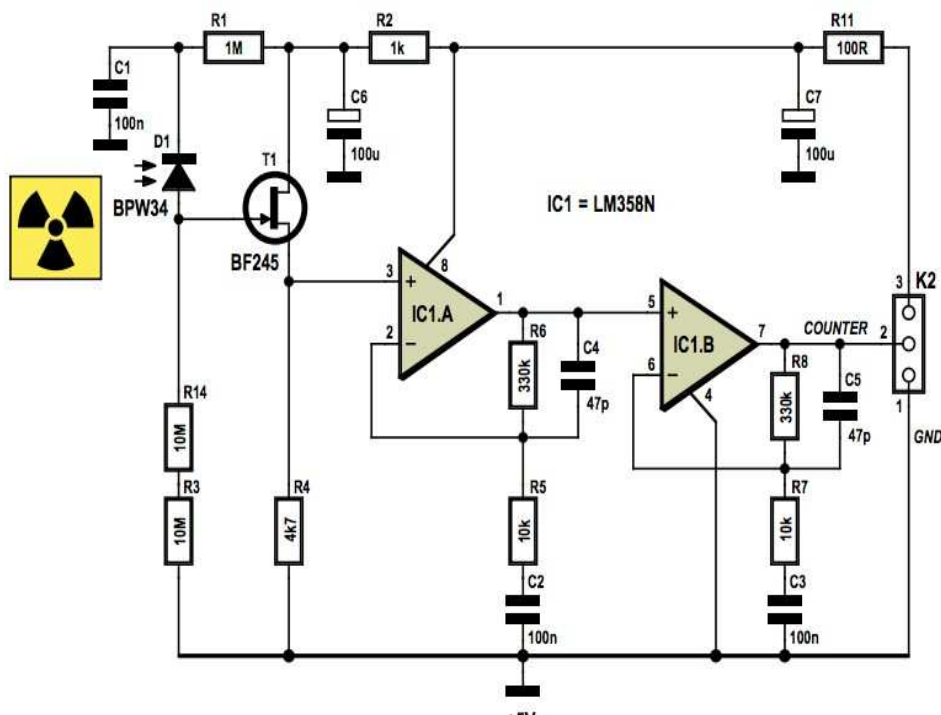 R1
1M
R2
1k
R11
100R
C1
100n
C6
100u
C7
100u
D1
BPW34
T1
BF245
IC1 = LM358N
3
+
8
2
−
IC1.A
1
R6
330k
C4
47p
5
+
6
−
IC1.B
4
7
COUNTER
R8
330k
C5
47p
K2
3
2
1
GND
R14
10M
R3
10M
R4
4k7
R5
10k
C2
100n
R7
10k
C3
100n